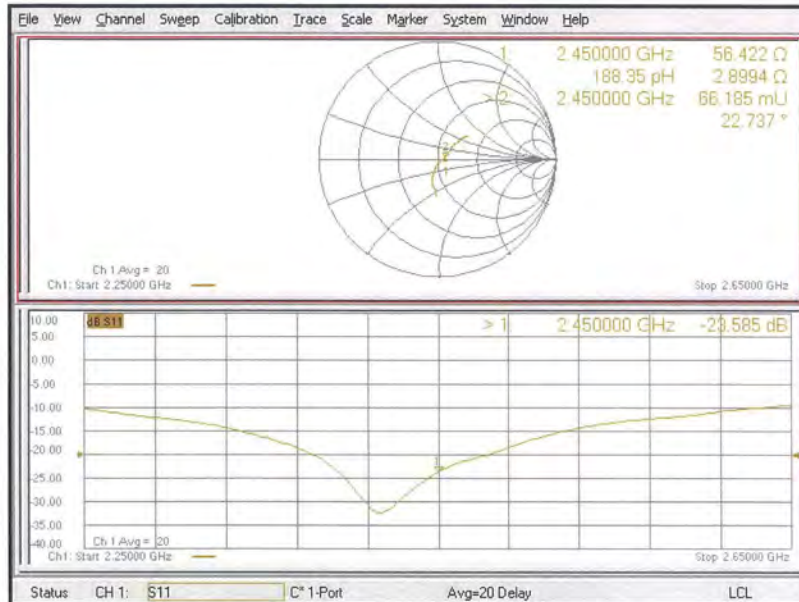 File View Channel Sweep Calibration Trace Scale Marker System Window Help
1 2.450000 GHz 56.422 Ω
188.35 pH 2.8994 Ω
> 2 2.450000 GHz 66.185 mU
22.737 °
Ch 1 Avg = 20
Ch1: Start 2.25000 GHz Stop 2.65000 GHz
10.00 dB S11 > 1 2.450000 GHz -23.585 dB
5.00
0.00
-5.00
-10.00
-15.00
-20.00
-25.00
-30.00
-35.00
-40.00 Ch 1 Avg = 20
Ch1: Start 2.25000 GHz Stop 2.65000 GHz
Status CH 1: S11 C* 1-Port Avg=20 Delay LCL